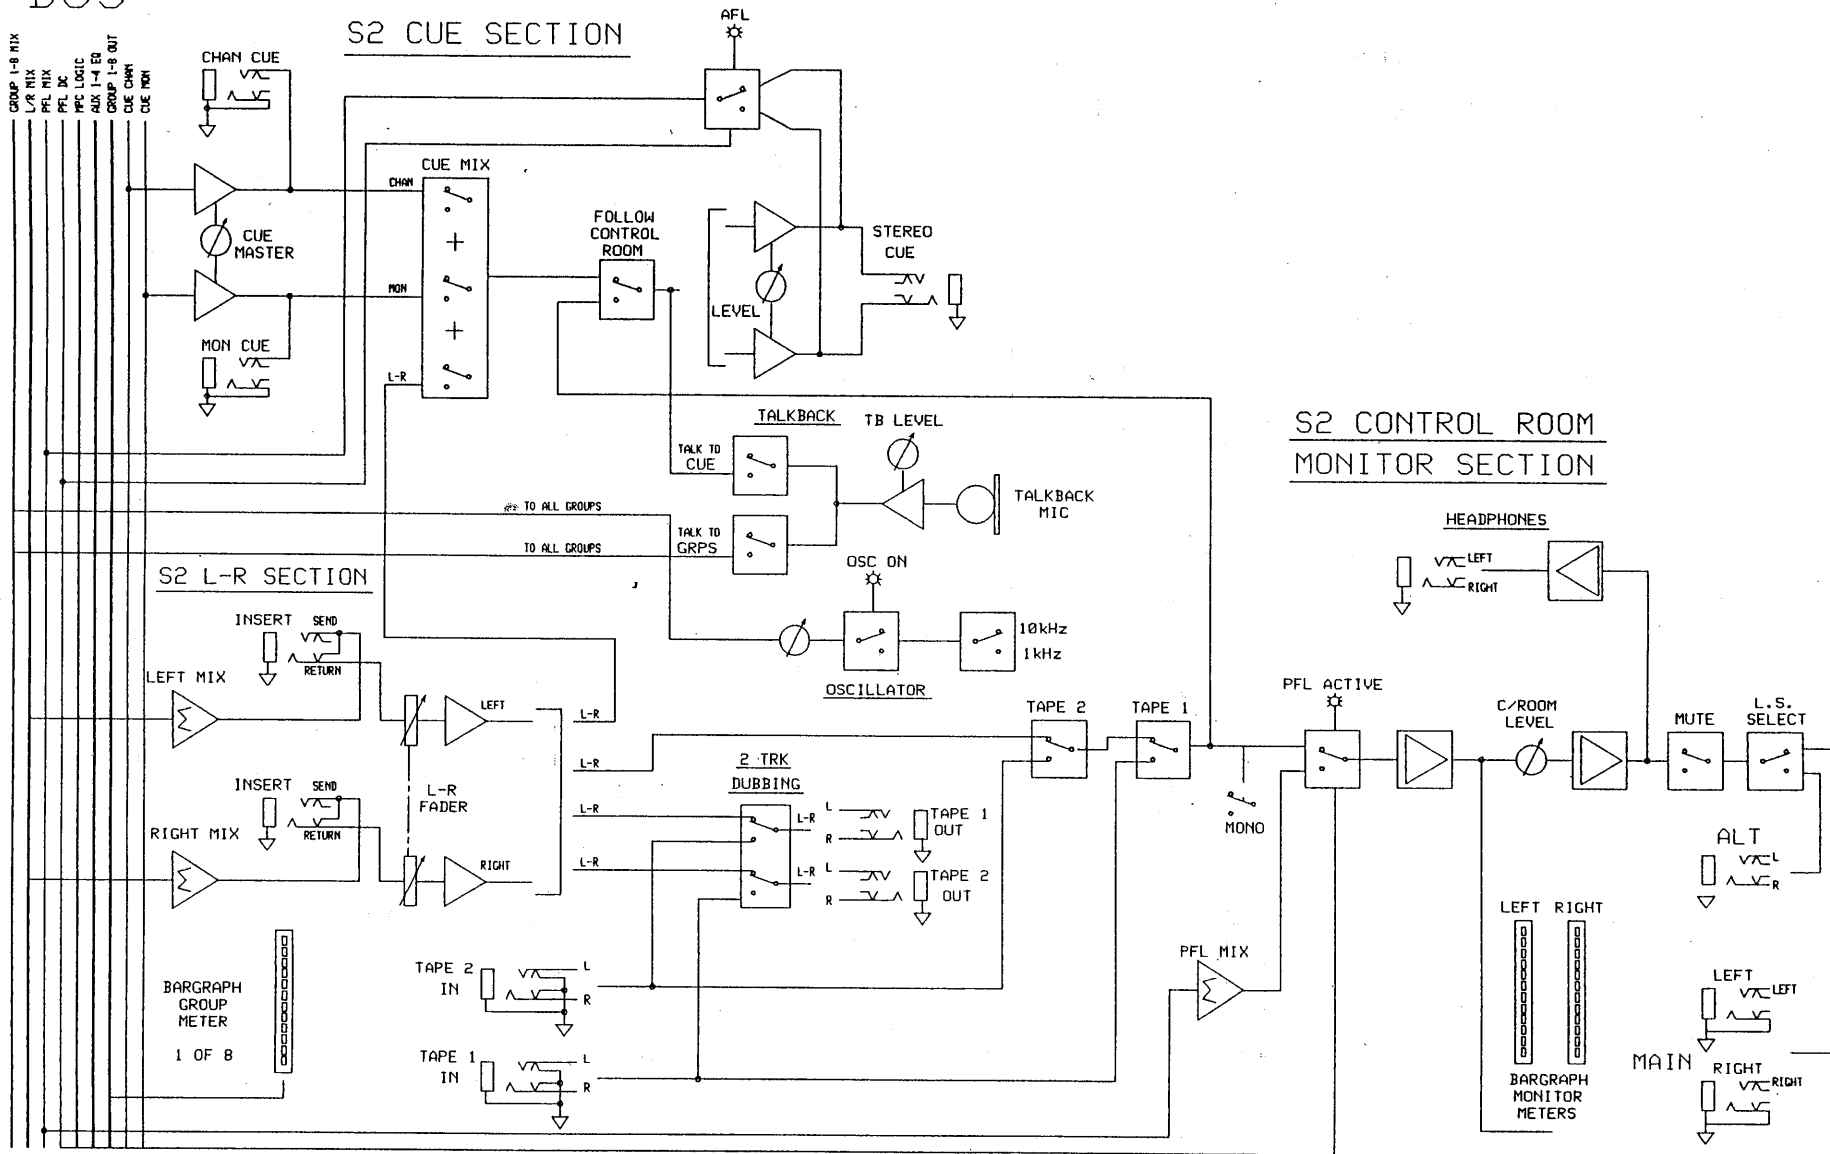 BUS
GROUP 1-8 MIX
L/R MIX
PFL MIX
PFL DC
MPC LOGIC
AUX 1-4 EQ
GROUP 1-8 OUT
CUE CHAN
CUE MON
S2 CUE SECTION
AFL
CHAN CUE
CUE MIX
CHAN
CUE
MASTER
MON
MON CUE
L-R
FOLLOW
CONTROL
ROOM
STEREO
CUE
LEVEL
TALKBACK
TB LEVEL
TALK TO
CUE
TALKBACK
MIC
TO ALL GROUPS
TALK TO
GRPS
TO ALL GROUPS
OSC ON
10kHz
1kHz
OSCILLATOR
S2 CONTROL ROOM
MONITOR SECTION
HEADPHONES
LEFT
RIGHT
S2 L-R SECTION
INSERT
SEND
RETURN
LEFT MIX
LEFT
L-R
L-R
L-R
FADER
INSERT
SEND
RETURN
RIGHT MIX
RIGHT
L-R
L-R
2 TRK
DUBBING
L-R
L
R
TAPE 1
OUT
L-R
L
R
TAPE 2
OUT
TAPE 2
TAPE 1
MONO
PFL ACTIVE
C/ROOM
LEVEL
MUTE
L.S.
SELECT
ALT
L
R
PFL MIX
LEFT RIGHT
BARGRAPH
MONITOR
METERS
BARGRAPH
GROUP
METER
1 OF 8
TAPE 2
IN
L
R
TAPE 1
IN
L
R
MAIN
LEFT
LEFT
RIGHT
RIGHT